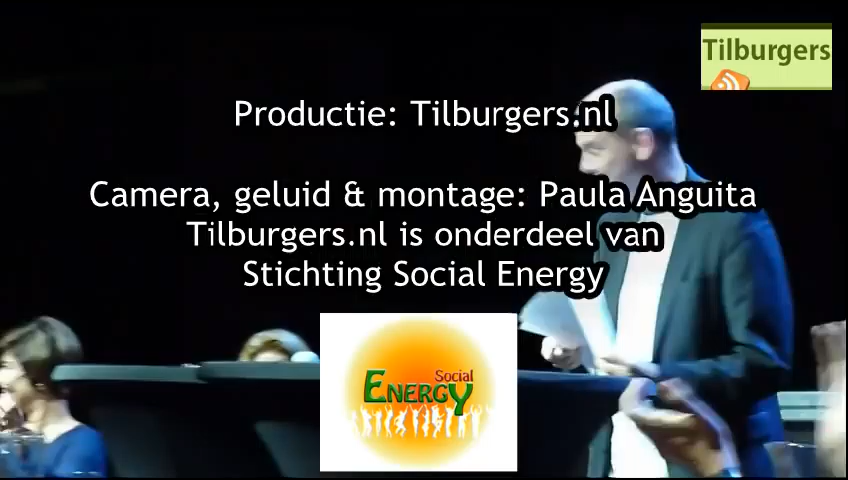 Tilburgers
Productie: Tilburgers.nl
Camera, geluid & montage: Paula Anguita
Tilburgers.nl is onderdeel van
Stichting Social Energy
Social
ENERGY